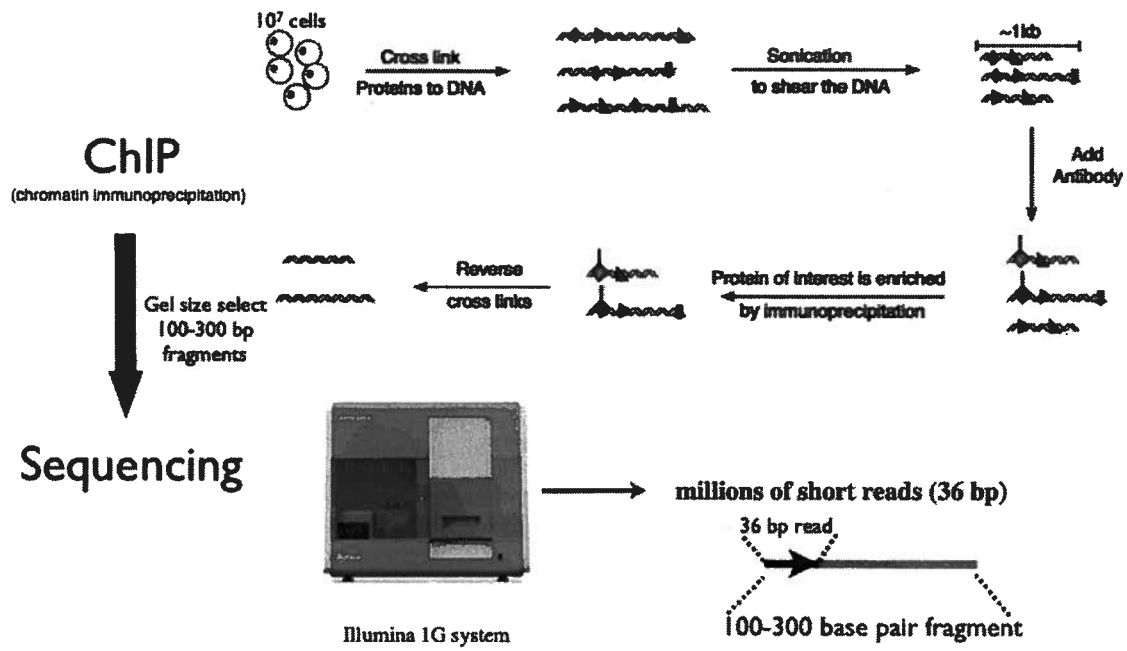 10⁷ cells
Cross link
Proteins to DNA
Sonication
to shear the DNA
~1kb
ChIP
(chromatin immunoprecipitation)
Add
Antibody
Protein of interest is enriched
by immunoprecipitation
Reverse
cross links
Gel size select
100-300 bp
fragments
Sequencing
millions of short reads (36 bp)
36 bp read
100-300 base pair fragment
Illumina 1G system